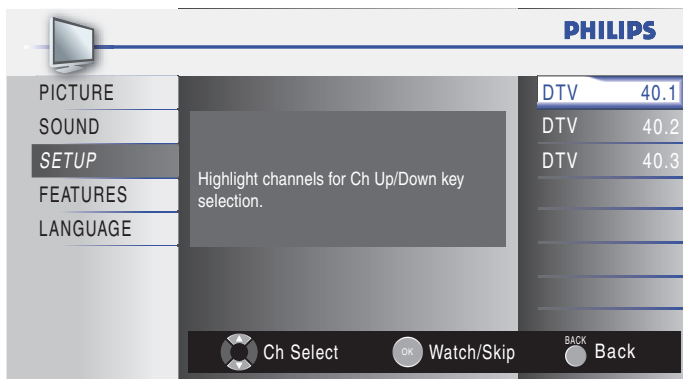 PHILIPS
PICTURE
SOUND
SETUP
FEATURES
LANGUAGE
Highlight channels for Ch Up/Down key
selection.
DTV 40.1
DTV 40.2
DTV 40.3
Ch Select
OK Watch/Skip
BACK Back